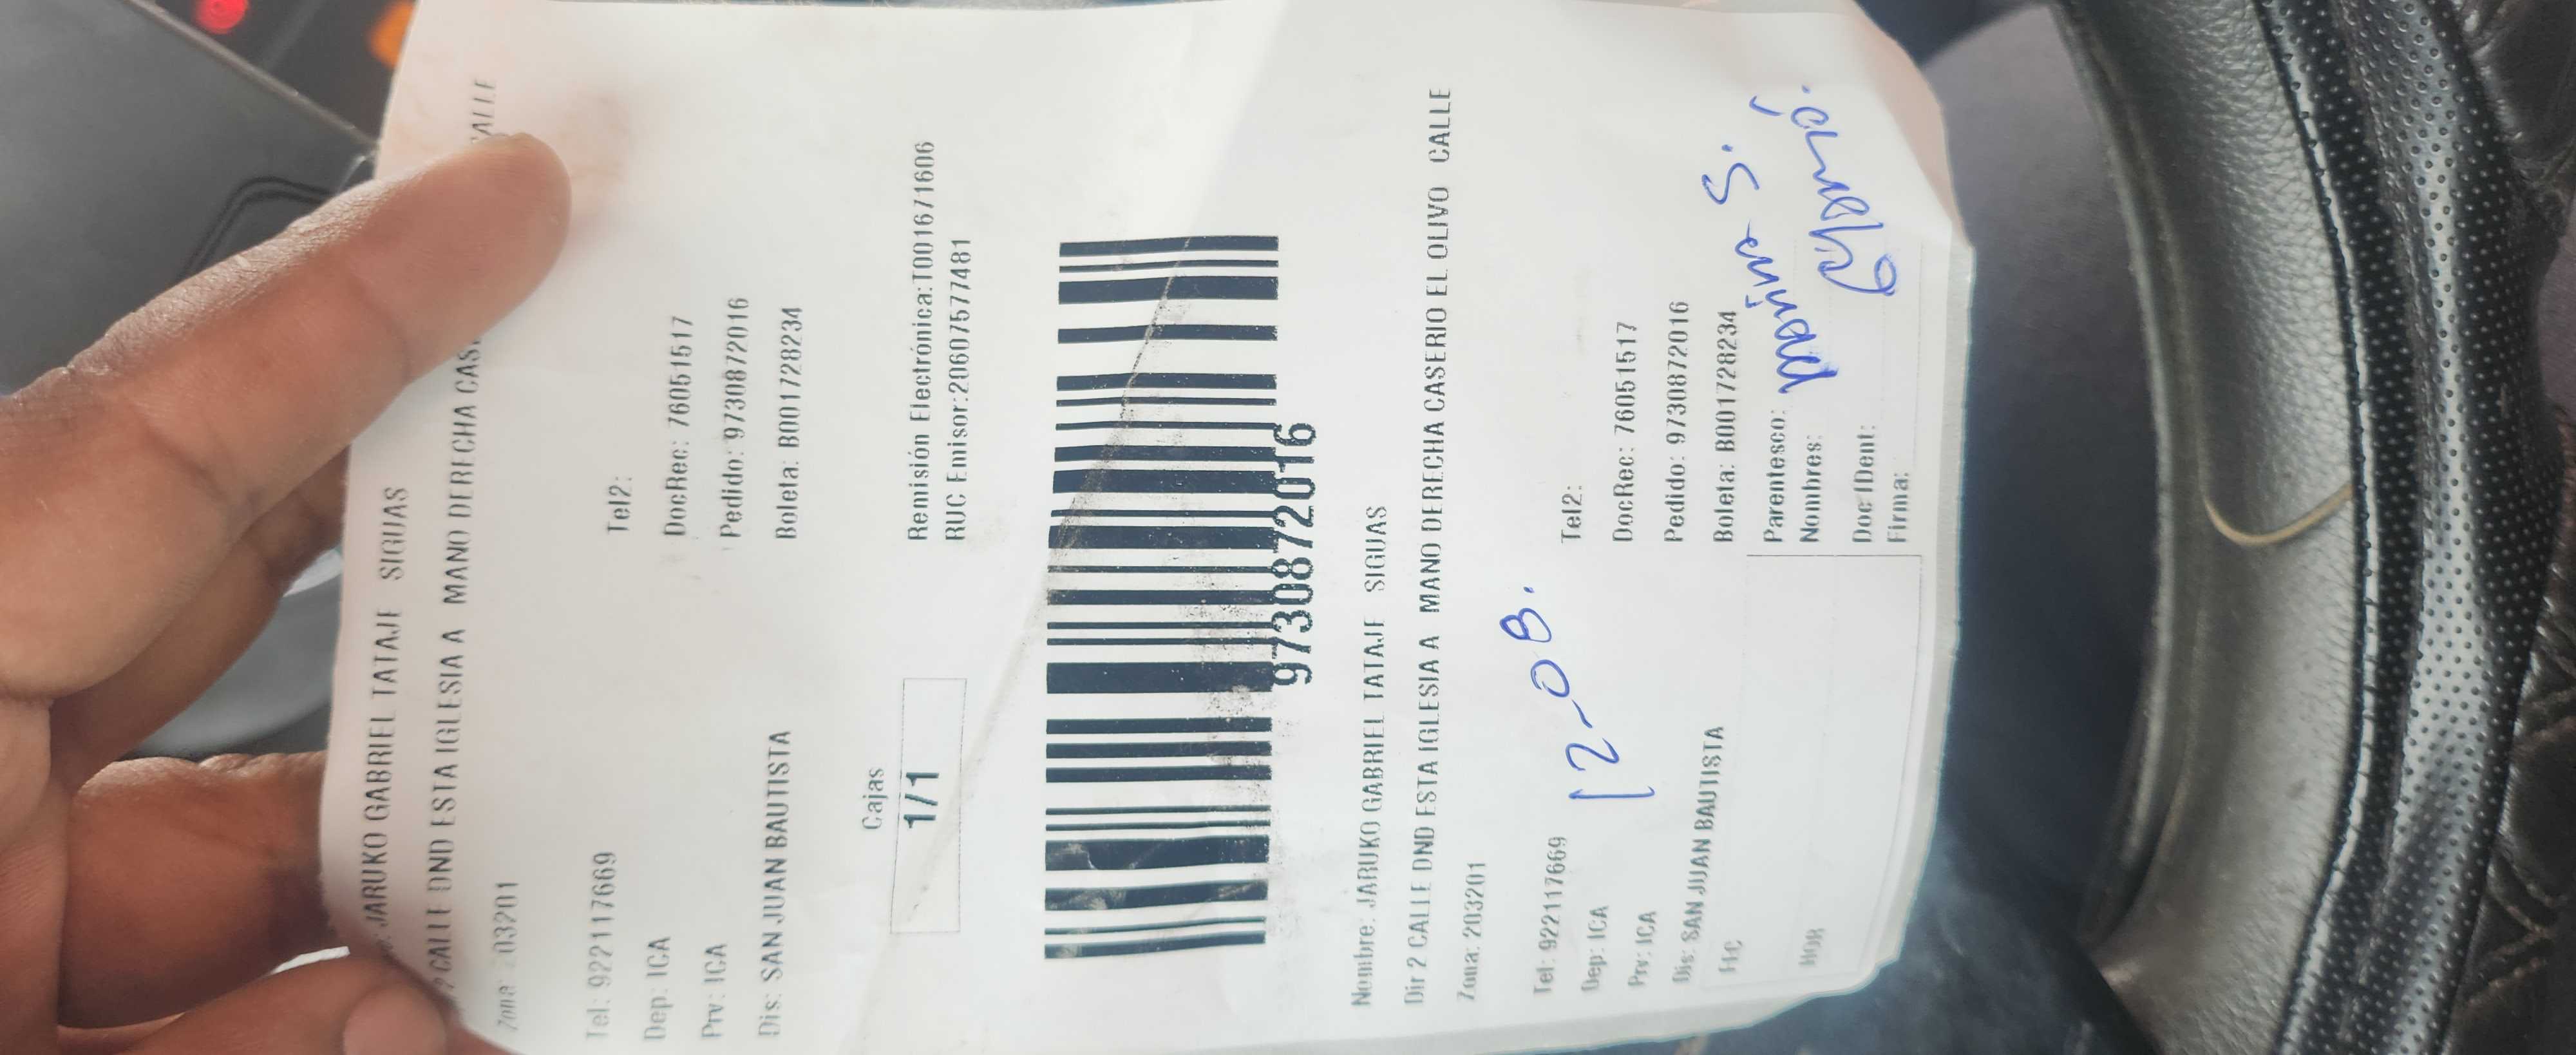 JARUKO GABRIEL TATAJE SIGUAS
2 CALLE DND ESTA IGLESIA A MANO DERECHA CAS ALLE
Zona: 203201
Tel: 922117669 Tel2:
Dep: ICA DocRec: 76051517
Prv: ICA Pedido: 9730872016
Dis: SAN JUAN BAUTISTA Boleta: B001728234
Cajas
1/1
Remisión Electrónica:T001671606
RUC Emisor:20607577481
9730872016
Nombre: JARUKO GABRIEL TATAJE SIGUAS
Dir 2 CALLE DND ESTA IGLESIA A MANO DERECHA CASERIO EL OLIVO CALLE
Zona: 203201
12-08.
Tel: 922117669 Tel2:
Dep: ICA DocRec: 76051517
Prv: ICA Pedido: 9730872016
Dis: SAN JUAN BAUTISTA Boleta: B001728234
Parentesco:
Nombres: Marina S.
Doc IDent:
Firma:
HOR